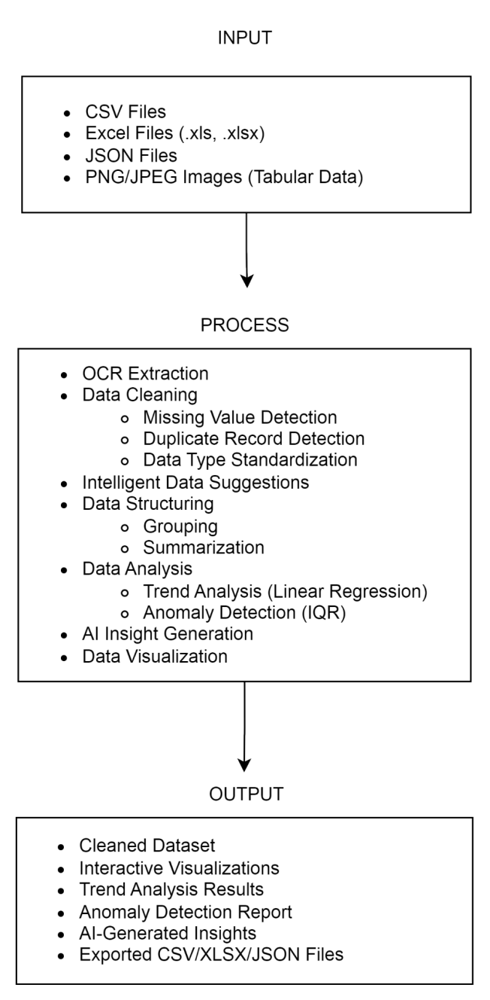 INPUT
• CSV Files
• Excel Files (.xls, .xlsx)
• JSON Files
• PNG/JPEG Images (Tabular Data)
PROCESS
• OCR Extraction
• Data Cleaning
o Missing Value Detection
o Duplicate Record Detection
o Data Type Standardization
• Intelligent Data Suggestions
• Data Structuring
o Grouping
o Summarization
• Data Analysis
o Trend Analysis (Linear Regression)
o Anomaly Detection (IQR)
• AI Insight Generation
• Data Visualization
OUTPUT
• Cleaned Dataset
• Interactive Visualizations
• Trend Analysis Results
• Anomaly Detection Report
• AI-Generated Insights
• Exported CSV/XLSX/JSON Files